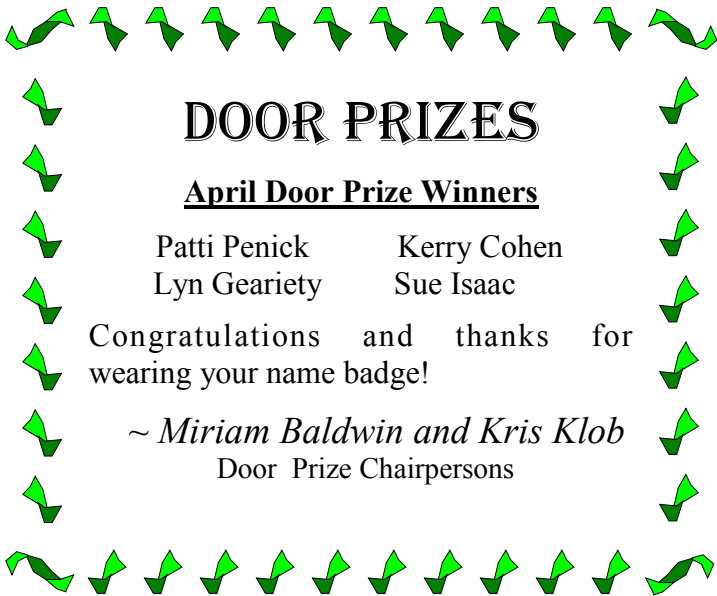 DOOR PRIZES
April Door Prize Winners
Patti Penick Kerry Cohen
Lyn Geariety Sue Isaac
Congratulations and thanks for
wearing your name badge!
~ Miriam Baldwin and Kris Klob
Door Prize Chairpersons